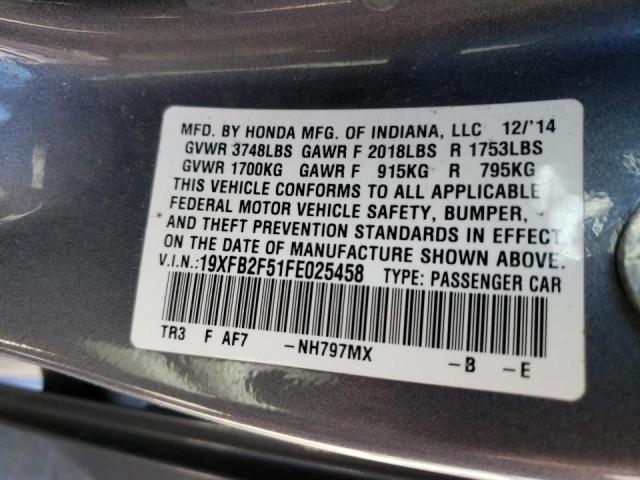 MFD. BY HONDA MFG. OF INDIANA, LLC 12/'14
GVWR 3748LBS GAWR F 2018LBS R 1753LBS
GVWR 1700KG GAWR F 915KG R 795KG
THIS VEHICLE CONFORMS TO ALL APPLICABLE
FEDERAL MOTOR VEHICLE SAFETY, BUMPER,
AND THEFT PREVENTION STANDARDS IN EFFECT
ON THE DATE OF MANUFACTURE SHOWN ABOVE.
V.I.N.:19XFB2F51FE025458 TYPE: PASSENGER CAR
TR3 F AF7 -NH797MX -B -E